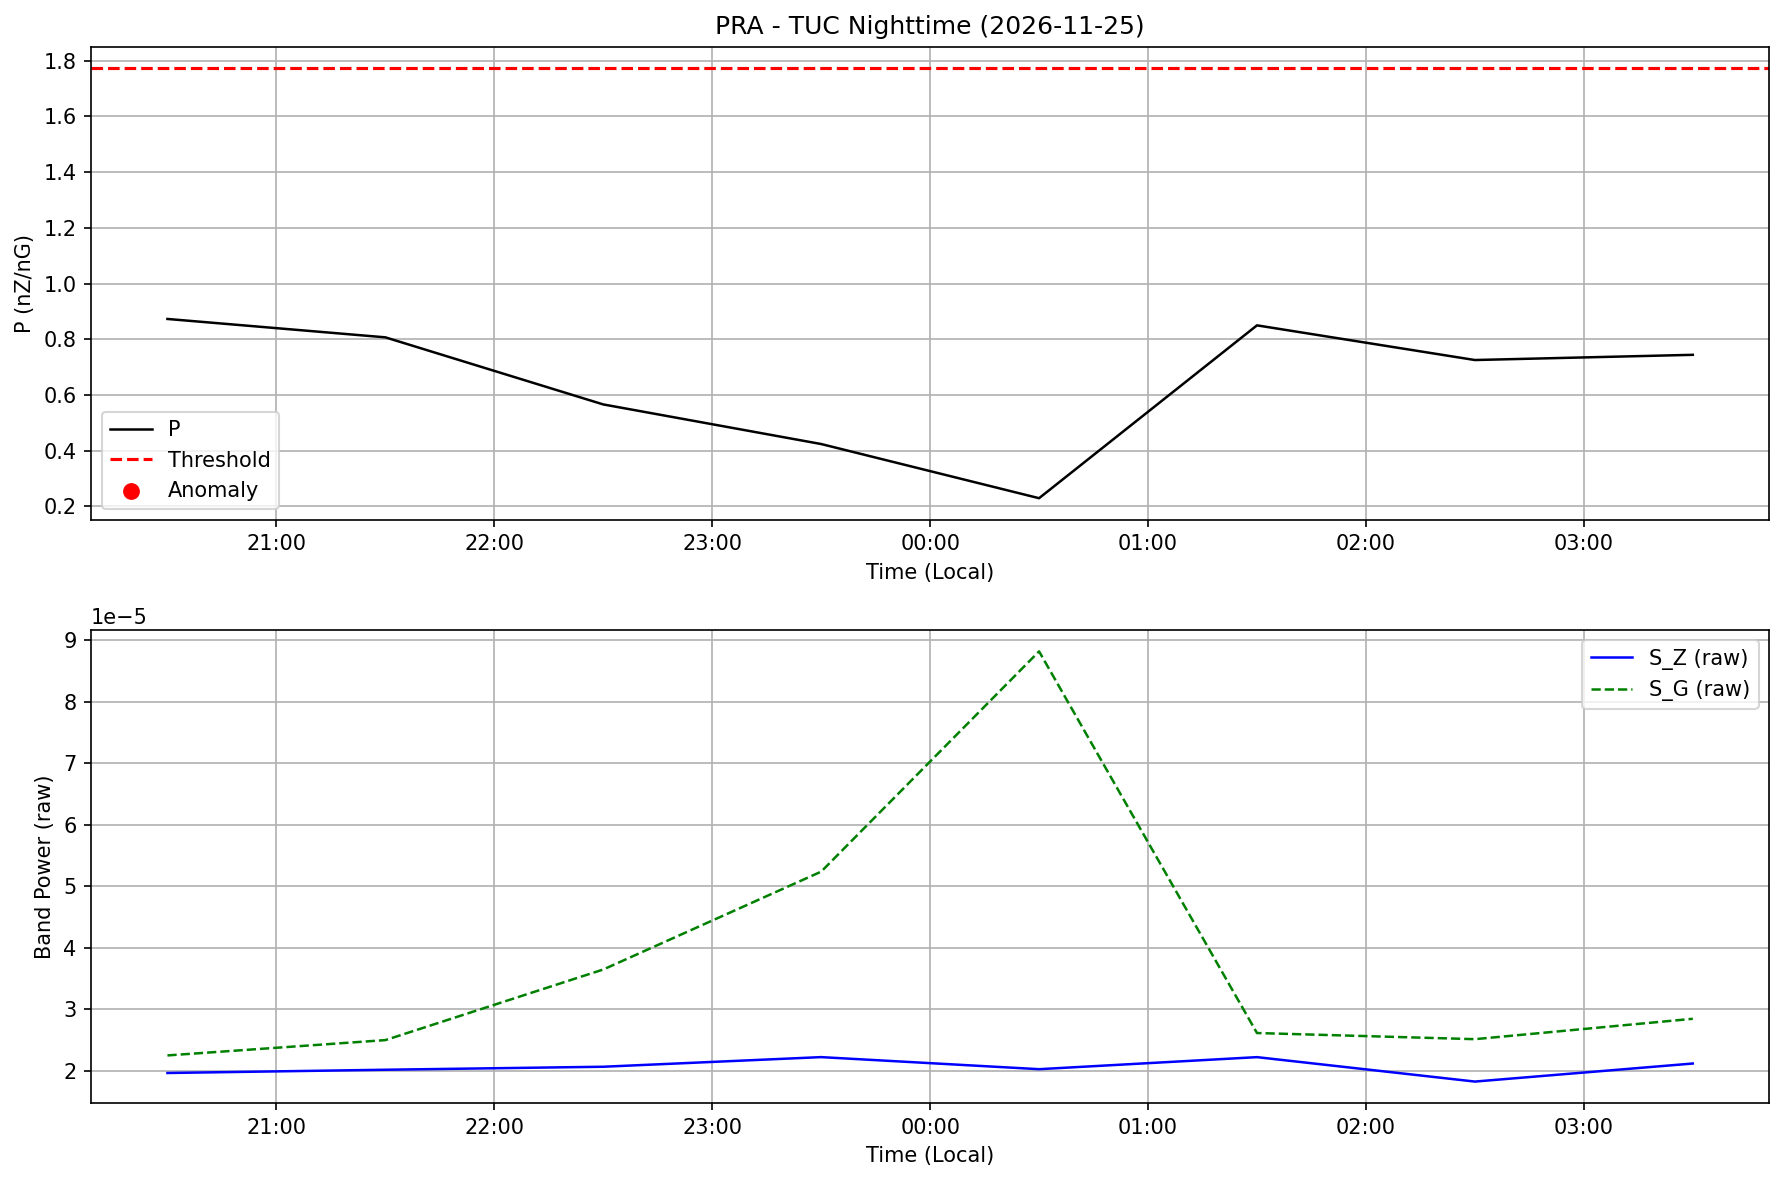 PRA - TUC Nighttime (2026-11-25)
P (nZ/nG)
1.8
1.6
1.4
1.2
1.0
0.8
0.6
0.4
0.2
P
Threshold
Anomaly
21:00 22:00 23:00 00:00 01:00 02:00 03:00
Time (Local)
1e−5
Band Power (raw)
9
8
7
6
5
4
3
2
S_Z (raw)
S_G (raw)
21:00 22:00 23:00 00:00 01:00 02:00 03:00
Time (Local)